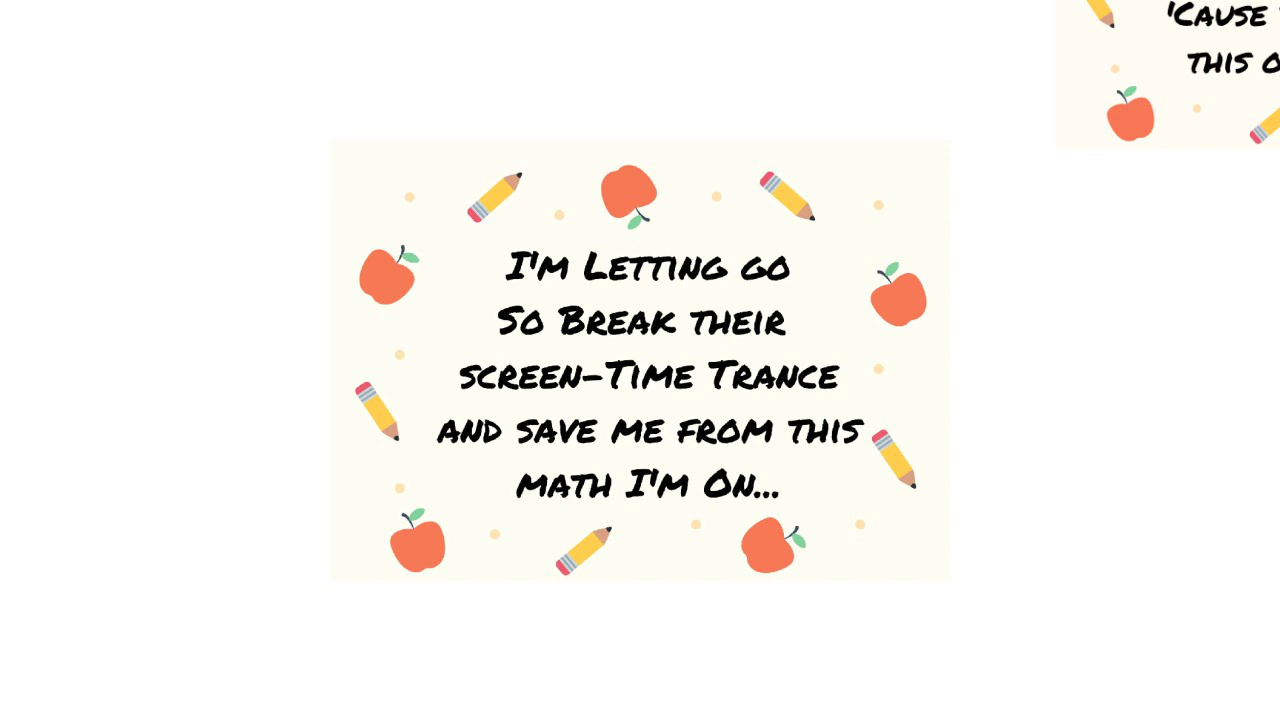 I'm Letting go
So Break their
screen-Time Trance
and save me from this
math I'm On...
'Cause
this